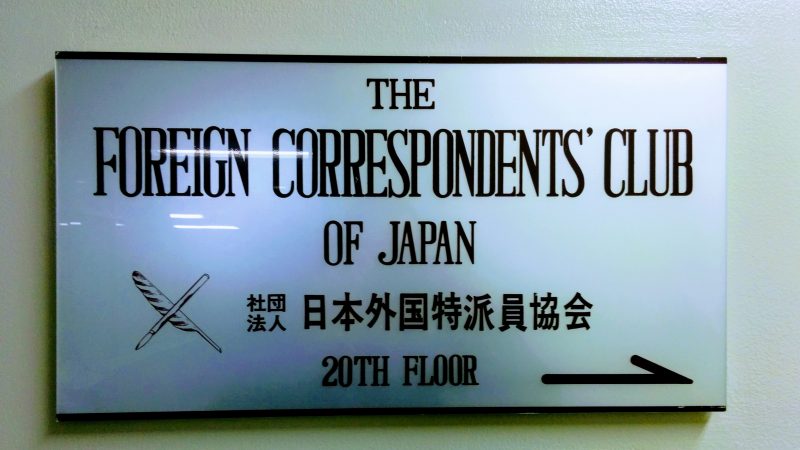 THE
FOREIGN CORRESPONDENTS' CLUB
OF JAPAN
社団法人 日本外国特派員協会
20TH FLOOR